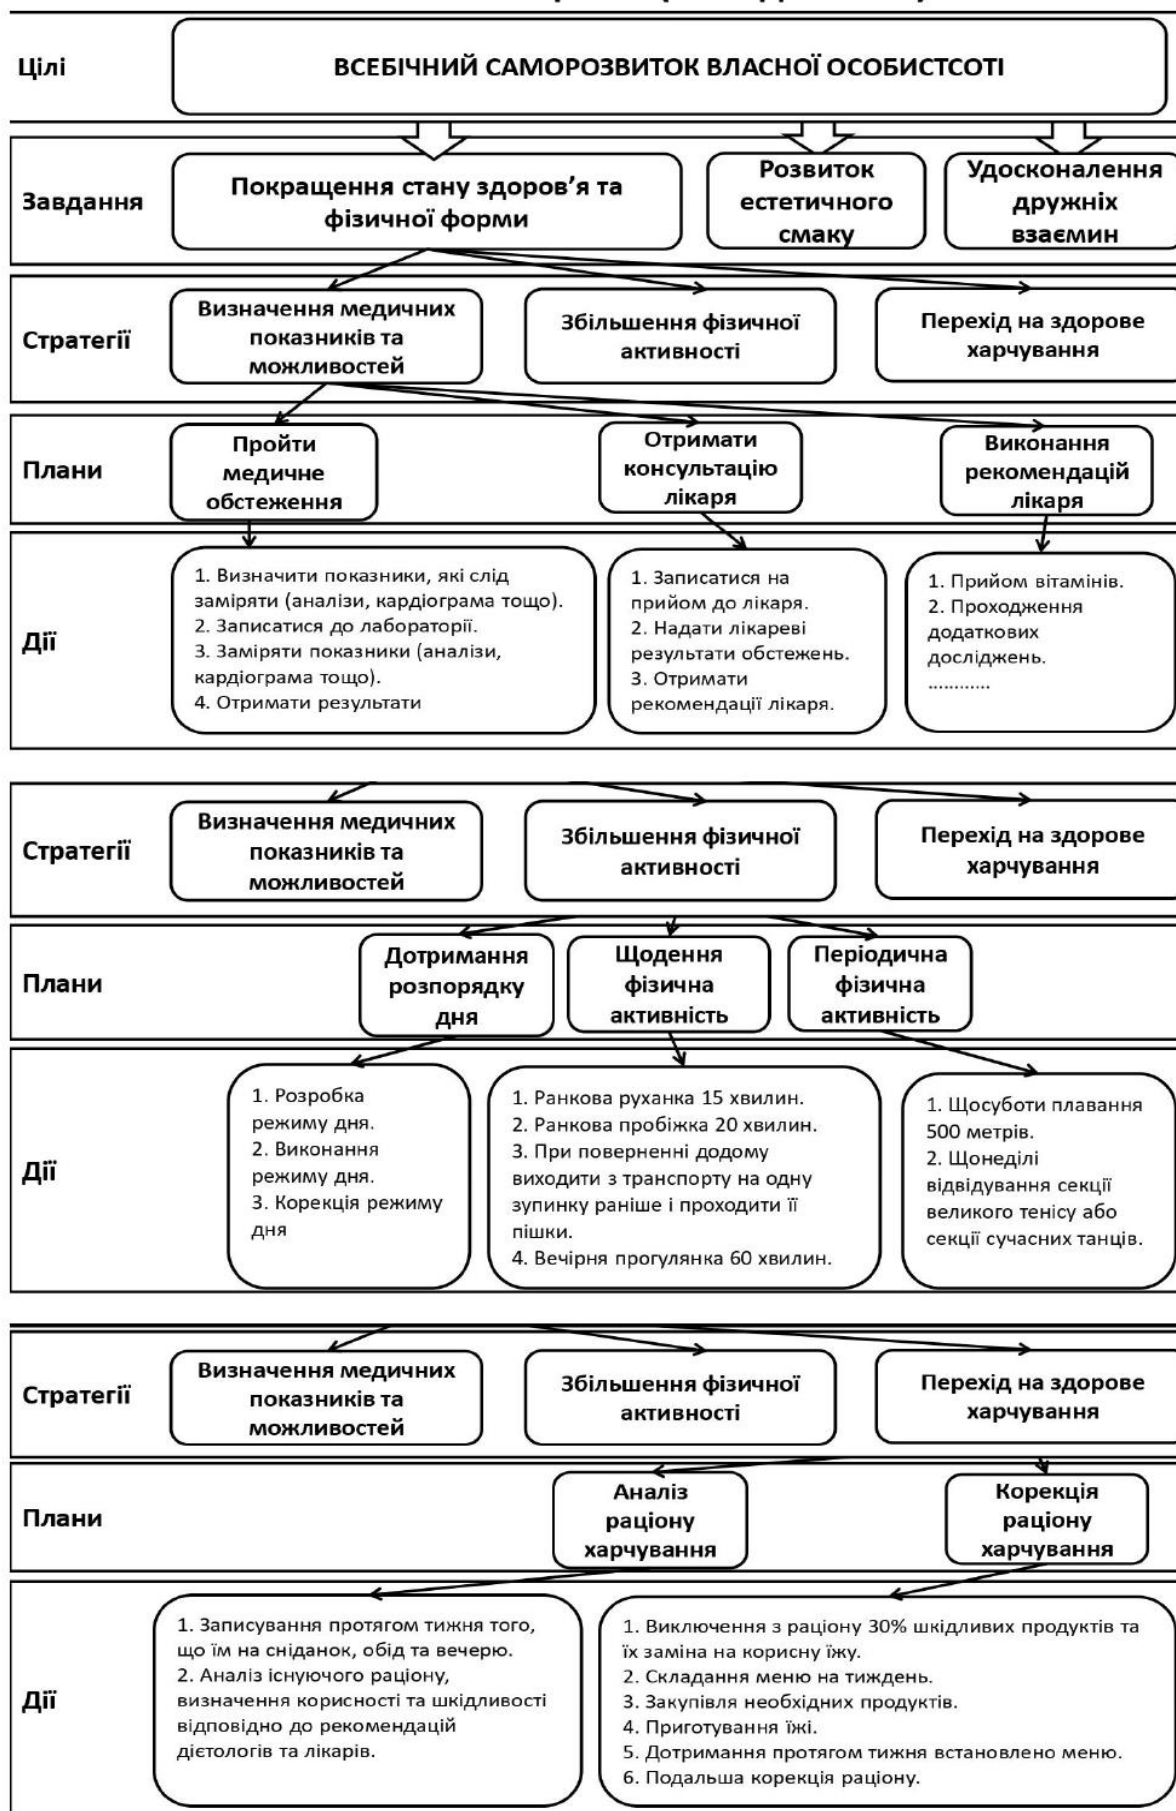 Цілі
ВСЕБІЧНИЙ САМОРОЗВИТОК ВЛАСНОЇ ОСОБИСТСОТІ
Завдання
Покращення стану здоров’я та
фізичної форми
Розвиток
естетичного
смаку
Удосконалення
дружніх
взаємин
Стратегії
Визначення медичних
показників та
можливостей
Збільшення фізичної
активності
Перехід на здорове
харчування
Плани
Пройти
медичне
обстеження
Отримати
консультацію
лікаря
Виконання
рекомендацій
лікаря
Дії
1. Визначити показники, які слід
заміряти (аналізи, кардіограма тощо).
2. Записатися до лабораторії.
3. Заміряти показники (аналізи,
кардіограма тощо).
4. Отримати результати
1. Записатися на
прийом до лікаря.
2. Надати лікареві
результати обстежень.
3. Отримати
рекомендації лікаря.
1. Прийом вітамінів.
2. Проходження
додаткових
досліджень.
............
Стратегії
Визначення медичних
показників та
можливостей
Збільшення фізичної
активності
Перехід на здорове
харчування
Плани
Дотримання
розпорядку
дня
Щодення
фізична
активність
Періодична
фізична
активність
Дії
1. Розробка
режиму дня.
2. Виконання
режиму дня.
3. Корекція режиму
дня
1. Ранкова руханка 15 хвилин.
2. Ранкова пробіжка 20 хвилин.
3. При поверненні додому
виходити з транспорту на одну
зупинку раніше і проходити її
пішки.
4. Вечірня прогулянка 60 хвилин.
1. Щосуботи плавання
500 метрів.
2. Щонеділі
відвідування секції
великого тенісу або
секції сучасних танців.
Стратегії
Визначення медичних
показників та
можливостей
Збільшення фізичної
активності
Перехід на здорове
харчування
Плани
Аналіз
раціону
харчування
Корекція
раціону
харчування
Дії
1. Записування протягом тижня того,
що їм на сніданок, обід та вечерю.
2. Аналіз існуючого раціону,
визначення корисності та шкідливості
відповідно до рекомендацій
дієтологів та лікарів.
1. Виключення з раціону 30% шкідливих продуктів та
їх заміна на корисну їжу.
2. Складання меню на тиждень.
3. Закупівля необхідних продуктів.
4. Приготування їжі.
5. Дотримання протягом тижня встановлено меню.
6. Подальша корекція раціону.